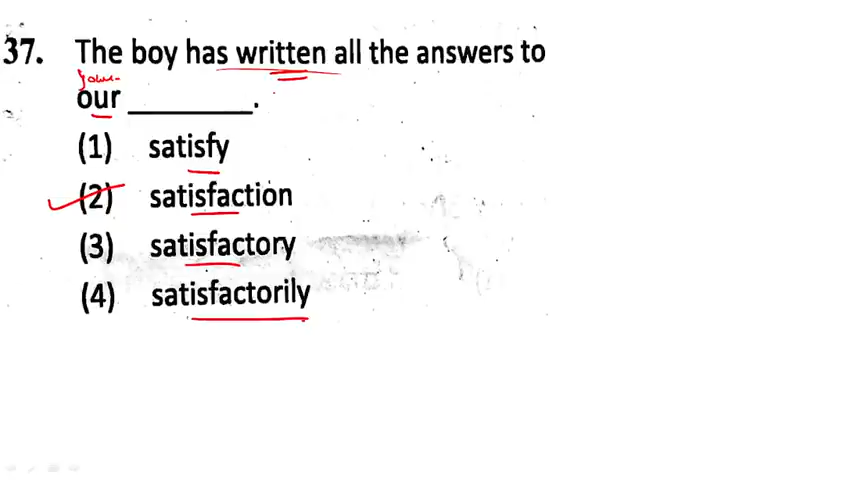 37. The boy has written all the answers to
our ________.
(1) satisfy
(2) satisfaction
(3) satisfactory
(4) satisfactorily